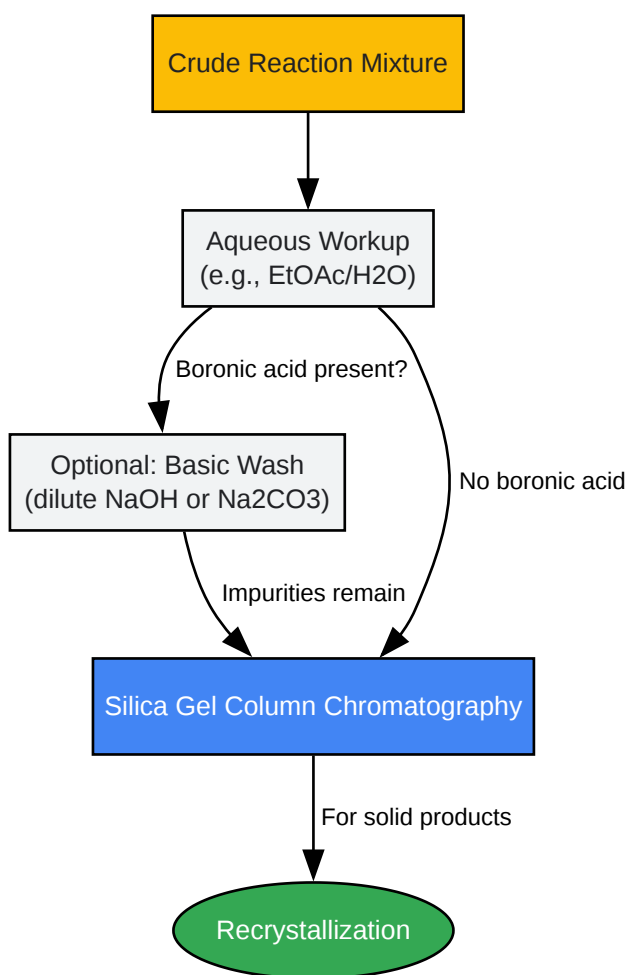 Crude Reaction Mixture
Aqueous Workup
(e.g., EtOAc/H2O)
Boronic acid present?
Optional: Basic Wash
(dilute NaOH or Na2CO3)
No boronic acid
Impurities remain
Silica Gel Column Chromatography
For solid products
Recrystallization